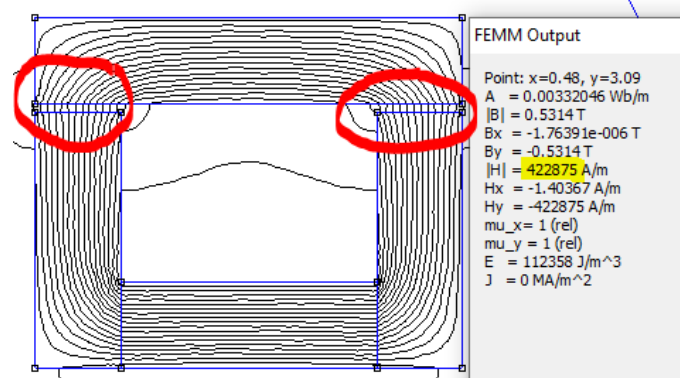 FEMM Output
Point: x=0.48, y=3.09
A = 0.00332046 Wb/m
|B| = 0.5314 T
Bx = -1.76391e-006 T
By = -0.5314 T
|H| = 422875 A/m
Hx = -1.40367 A/m
Hy = -422875 A/m
mu_x= 1 (rel)
mu_y = 1 (rel)
E = 112358 J/m^3
J = 0 MA/m^2